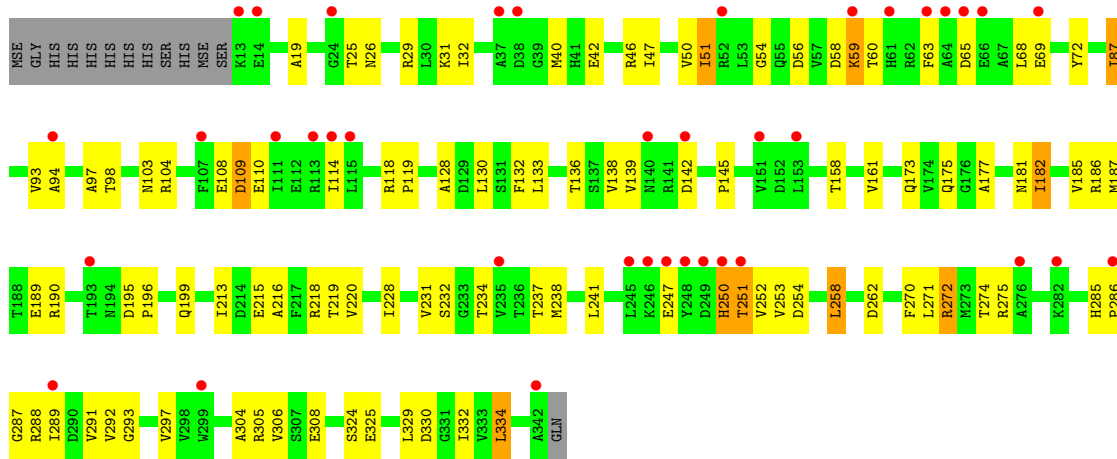 MSE GLY HIS HIS HIS HIS HIS HIS SER HIS MSE SER K13 E14 A19 G24 T25 N26 R29 L30 K31 I32 A37 D38 G39 M40 H41 E42 R46 I47 V50 I51 R52 L53 G54 Q55 D56 V57 D58 K59 T60 H61 R62 F63 A64 D65 E66 A67 L68 E69 Y72 I87
V93 A94 A97 T98 N103 R104 F107 E108 D109 E110 I111 E112 R113 I114 L115 R118 P119 A128 D129 L130 S131 F132 L133 T136 S137 V138 V139 N140 R141 D142 P145 V151 D152 L153 T158 V161 Q173 V174 Q175 G176 A177 N181 I182 V185 R186 M187
T188 E189 R190 T193 N194 D195 P196 Q199 I213 D214 E215 A216 F217 R218 T219 V220 I228 V231 S232 G233 T234 V235 T236 T237 M238 L241 L245 K246 E247 Y248 D249 H250 T251 V252 V253 D254 L258 D262 F270 L271 R272 M273 T274 R275 A276 K282 H285 P286
G287 R288 I289 D290 V291 V292 G293 V297 V298 W299 A304 R305 V306 S307 E308 S324 E325 L329 D330 G331 I332 V333 L334 A342 GLN